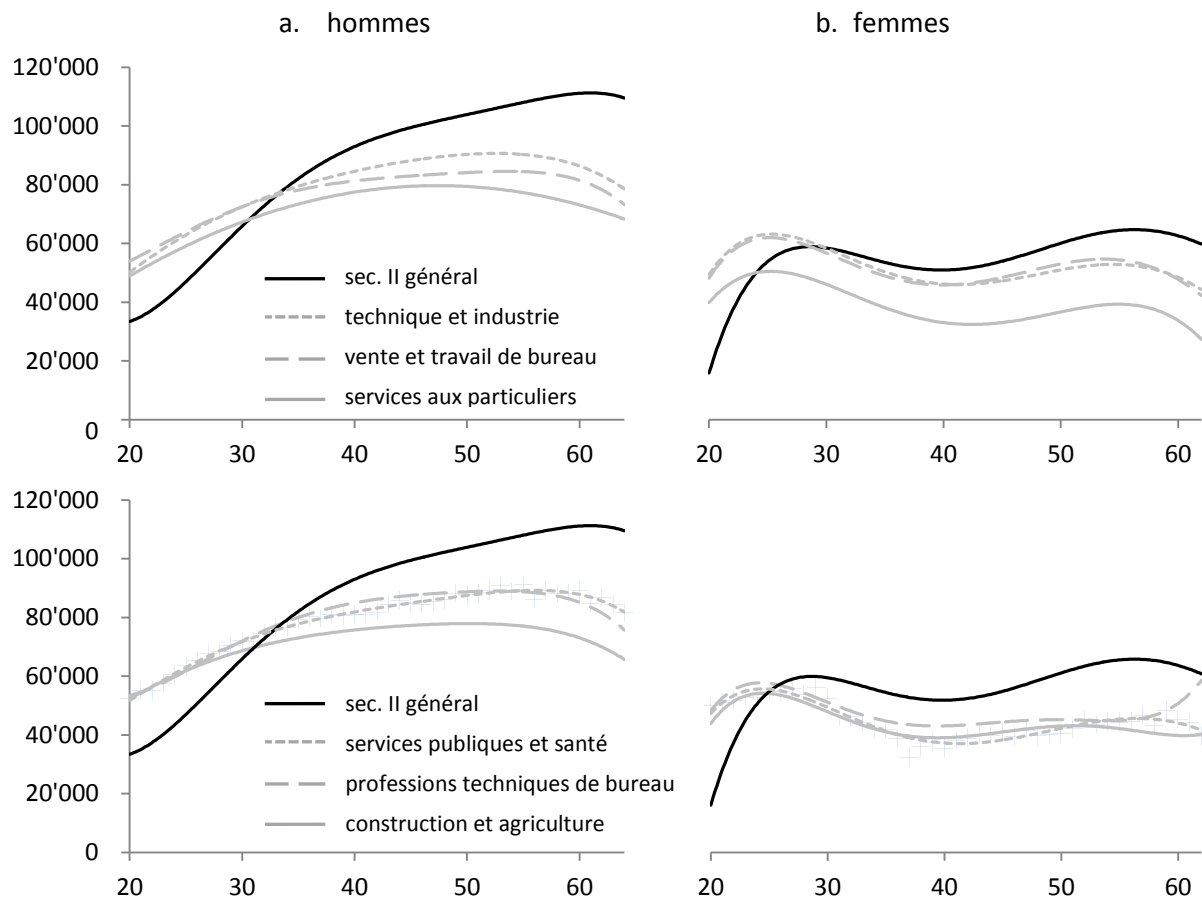 a. hommes
b. femmes
120'000
100'000
80'000
60'000
40'000
20'000
0
sec. II général
technique et industrie
vente et travail de bureau
services aux particuliers
20 30 40 50 60
20 30 40 50 60
120'000
100'000
80'000
60'000
40'000
20'000
0
sec. II général
services publiques et santé
professions techniques de bureau
construction et agriculture
20 30 40 50 60
20 30 40 50 60